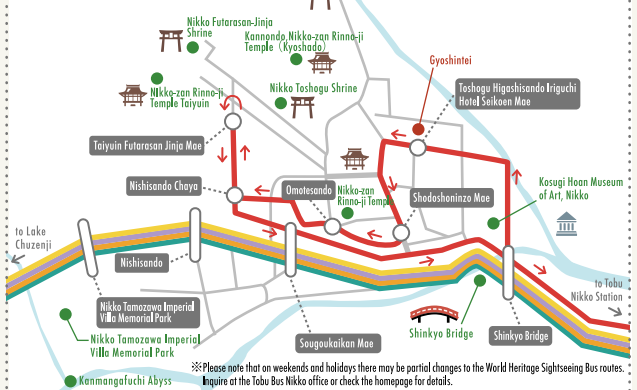 Nikko Futarasan-Jinja
Shrine
Kannondo,Nikko-zan Rinno-ji
Temple (Kyoshado)
Gyoshintei
Nikko-zan Rinno-ji
Temple Taiyuin
Nikko Toshogu Shrine
Toshogu Higashisando Iriguchi
Hotel Seikoen Mae
Taiyuin Futarasan Jinja Mae
Nishisando Chaya
Omotesando
Nikko-zan
Rinno-ji Temple
Shodoshoninzo Mae
Kosugi Hoan Museum
of Art, Nikko
to Lake
Chuzenji
Nishisando
to Tobu
Nikko Station
Nikko Tamozawa Imperial
Villa Memorial Park
Nikko Tamozawa Imperial
Villa Memorial Park
Sougoukaikan Mae
Shinkyo Bridge
Shinkyo Bridge
※Please note that on weekends and holidays there may be partial changes to the World Heritage Sightseeing Bus routes.
Inquire at the Tobu Bus Nikko office or check the homepage for details.
Kanmangafuchi Abyss